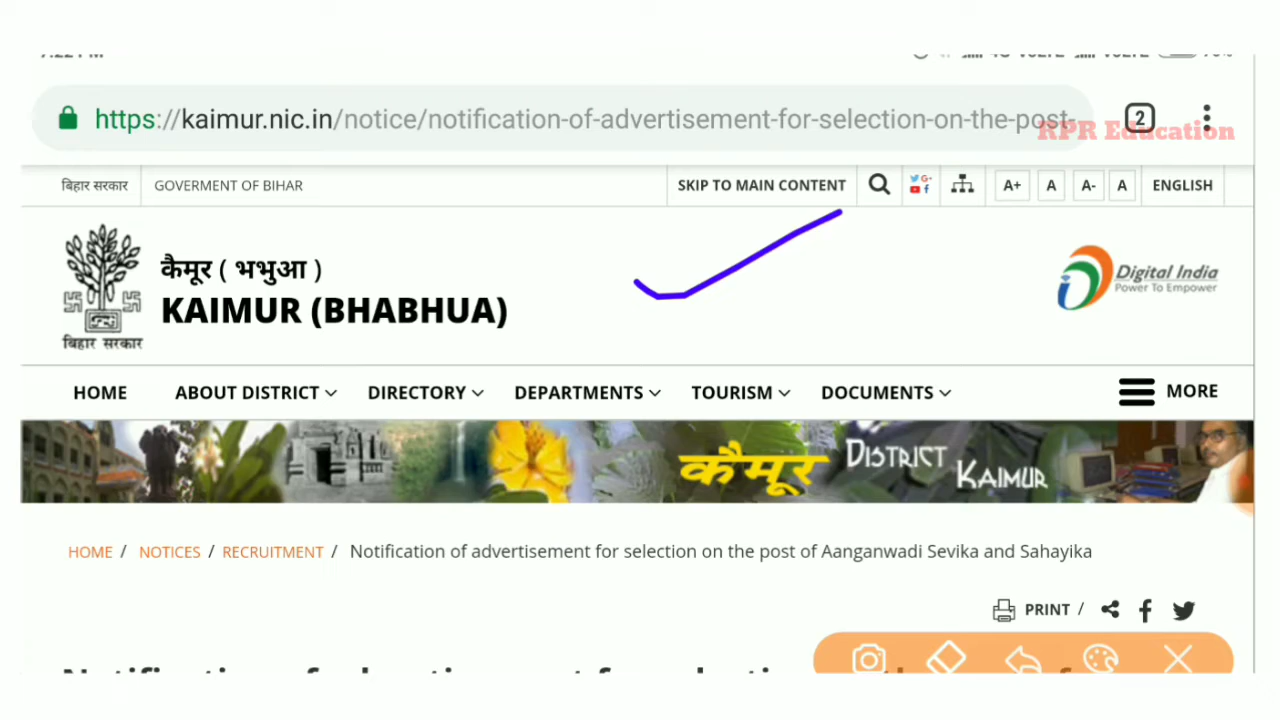 https://kaimur.nic.in/notice/notification-of-advertisement-for-selection-on-the-post-
2
RPR Education
बिहार सरकार GOVERMENT OF BIHAR SKIP TO MAIN CONTENT A+ A A- A ENGLISH
कैमूर ( भभुआ )
KAIMUR (BHABHUA)
बिहार सरकार
Digital India
Power To Empower
HOME ABOUT DISTRICT DIRECTORY DEPARTMENTS TOURISM DOCUMENTS MORE
कैमूर DISTRICT KAIMUR
HOME / NOTICES / RECRUITMENT / Notification of advertisement for selection on the post of Aanganwadi Sevika and Sahayika
PRINT /